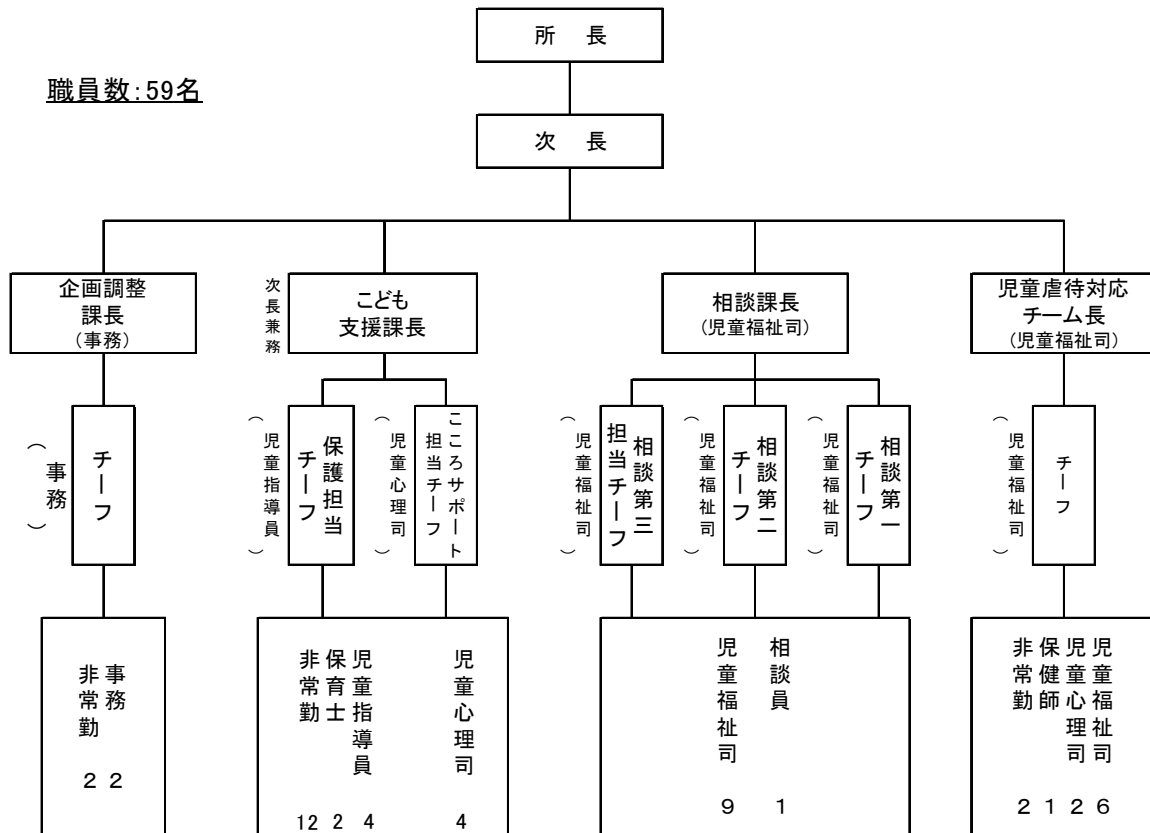 所　長
職員数：59名
次　長
企画調整
課長
（事務）
次長兼務
こども
支援課長
相談課長
（児童福祉司）
児童虐待対応
チーム長
（児童福祉司）
チーフ
（事務）
保護担当
チーフ
（児童指導員）
こころサポート
担当チーフ
（児童心理司）
相談第三
担当チーフ
（児童福祉司）
相談第二
チーフ
（児童福祉司）
相談第一
チーフ
（児童福祉司）
チーフ
（児童福祉司）
事務　２
非常勤　２
児童心理司　4
児童指導員　4
保育士　2
非常勤　12
相談員　１
児童福祉司　９
児童福祉司　６
児童心理司　２
保健師　１
非常勤　２